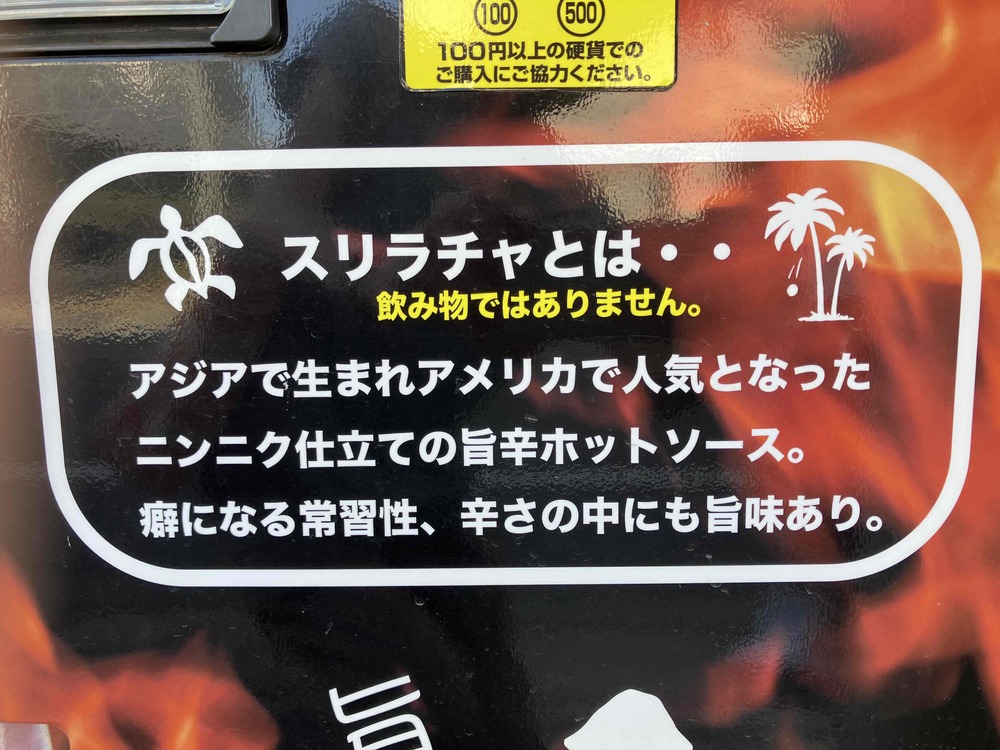 100 500
100円以上の硬貨での
ご購入にご協力ください。
スリラチャとは・・
飲み物ではありません。
アジアで生まれアメリカで人気となった
ニンニク仕立ての旨辛ホットソース。
癖になる常習性、辛さの中にも旨味あり。